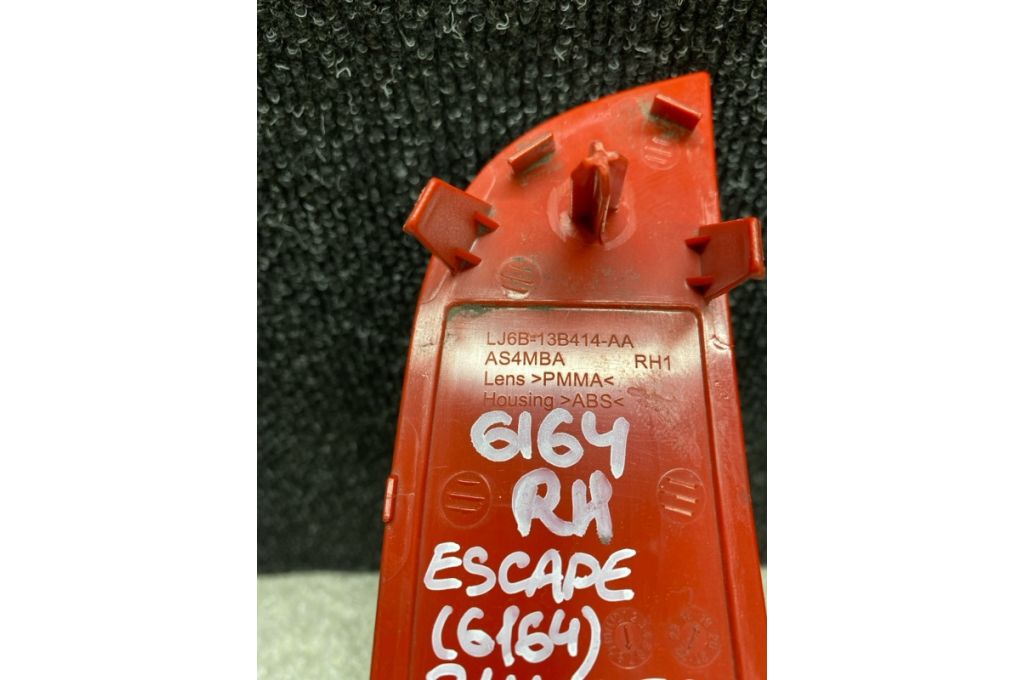 LJ6B-13B414-AA
AS4MBA RH1
Lens >PMMA<
Housing >ABS<
6164
RH
ESCAPE
(6164)